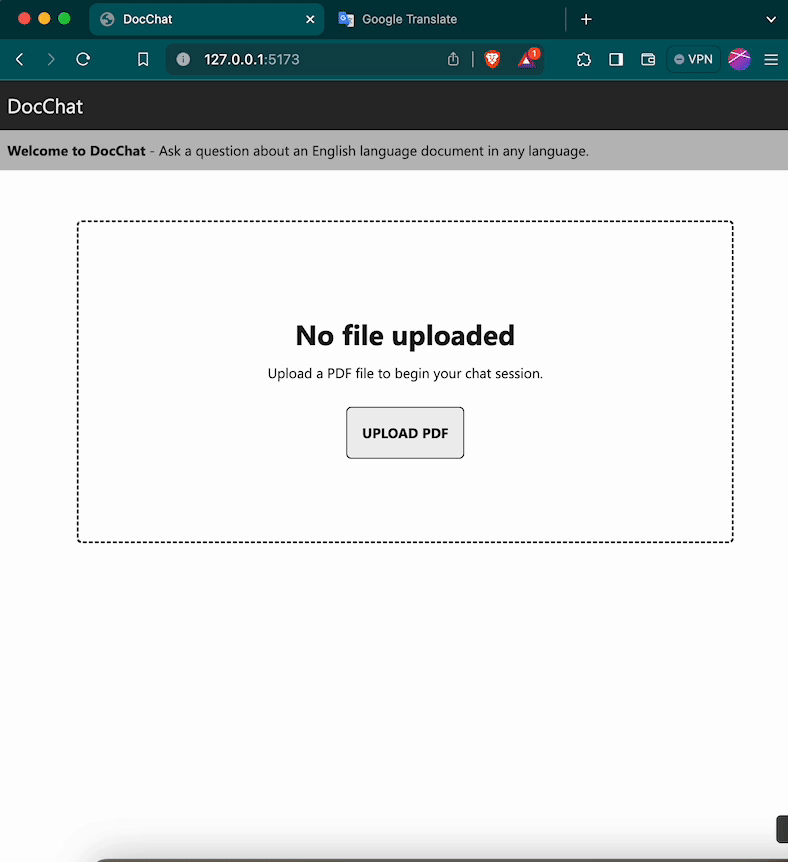 DocChat
Google Translate
127.0.0.1:5173
1
VPN
DocChat
Welcome to DocChat - Ask a question about an English language document in any language.
No file uploaded
Upload a PDF file to begin your chat session.
UPLOAD PDF